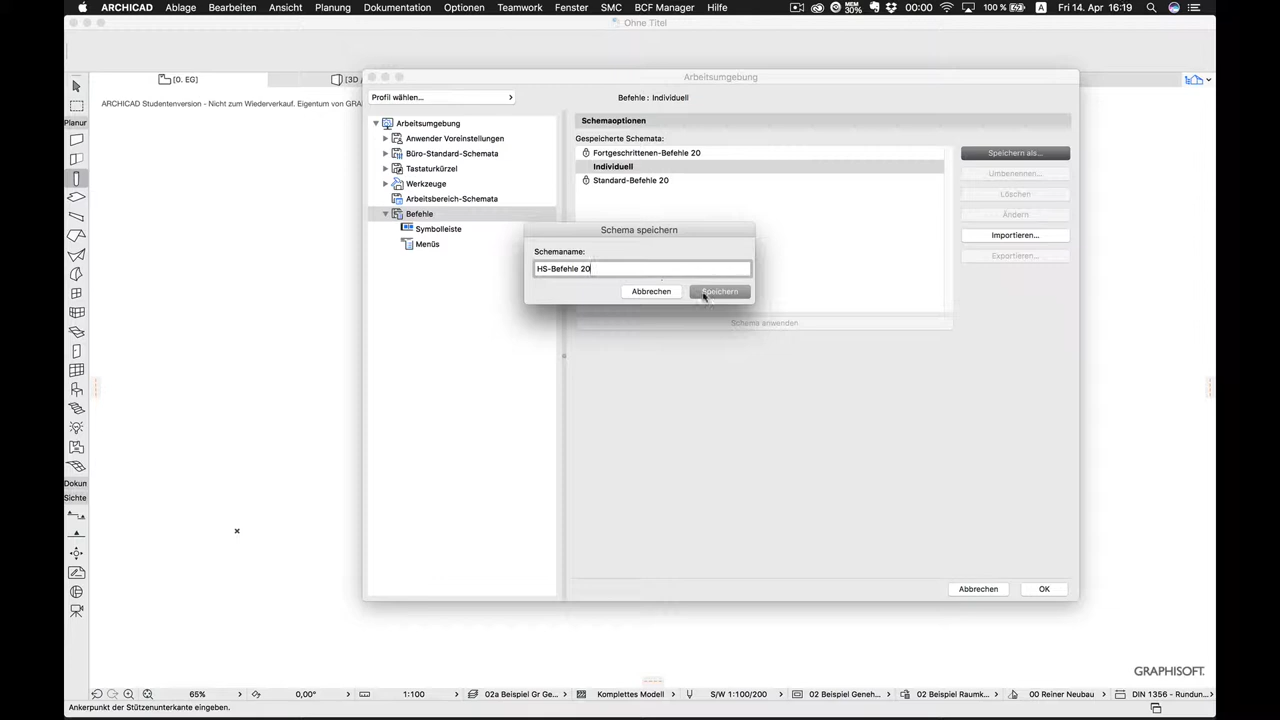 ARCHICAD Ablage Bearbeiten Ansicht Planung Dokumentation Optionen Teamwork Fenster SMC BCF Manager Hilfe MEM 30% 00:00 A 100 % Fri 14. Apr 16:19
Ohne Titel
[0. EG]
[3D
ARCHICAD Studentenversion - Nicht zum Wiederverkauf. Eigentum von GRA
Planur
Dokun
Sichte
Arbeitsumgebung
Profil wählen...
Befehle : Individuell
Arbeitsumgebung
Anwender Voreinstellungen
Büro-Standard-Schemata
Tastaturkürzel
Werkzeuge
Arbeitsbereich-Schemata
Befehle
Symbolleiste
Menüs
Schemaoptionen
Gespeicherte Schemata:
Fortgeschrittenen-Befehle 20
Individuell
Standard-Befehle 20
Speichern als...
Umbenennen...
Löschen
Ändern
Importieren...
Exportieren...
Schema anwenden
Schema speichern
Schemaname:
HS-Befehle 20
Abbrechen
Speichern
Abbrechen
OK
GRAPHISOFT.
65% 0,00° 1:100 02a Beispiel Gr Ge... Komplettes Modell S/W 1:100/200 02 Beispiel Geneh... 02 Beispiel Raumk... 00 Reiner Neubau DIN 1356 - Rundun...
Ankerpunkt der Stützenunterkante eingeben.